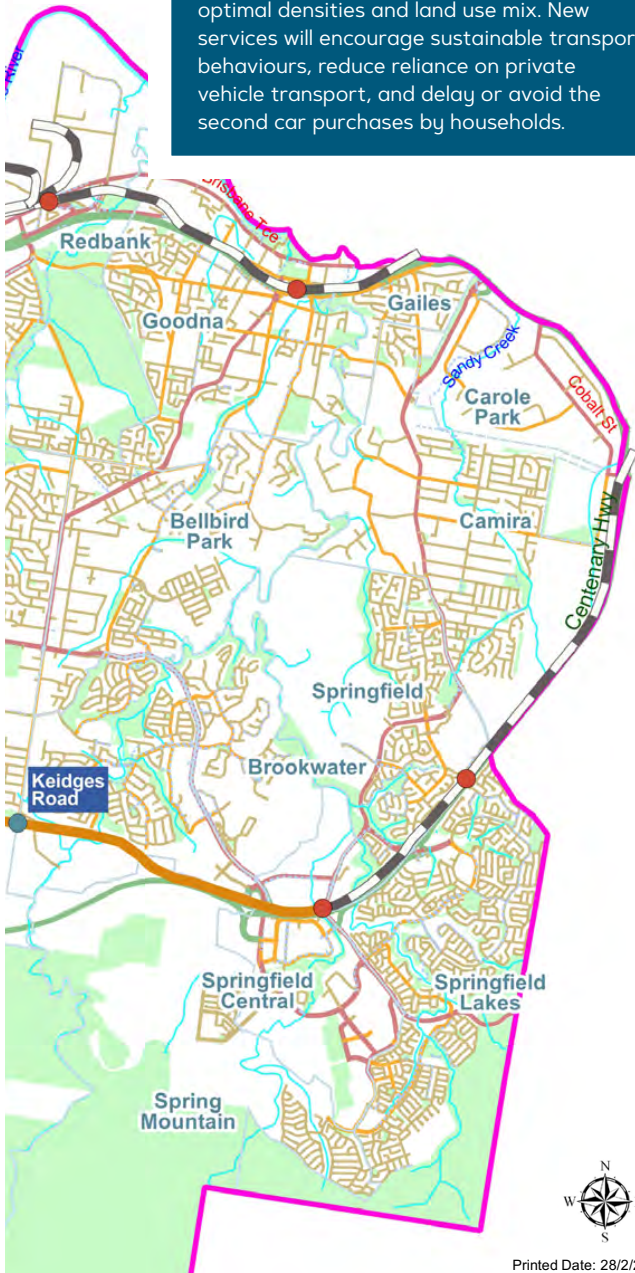 optimal densities and land use mix. New
services will encourage sustainable transpor
behaviours, reduce reliance on private
vehicle transport, and delay or avoid the
second car purchases by households.
River
Brisbane Tce
Redbank
Goodna
Gailes
Sandy Creek
Carole
Park
Cobalt St
Bellbird
Park
Camira
Centenary Hwy
Springfield
Brookwater
Keidges
Road
Springfield
Central
Springfield
Lakes
Spring
Mountain
N
W
E
S
Printed Date: 28/2/2